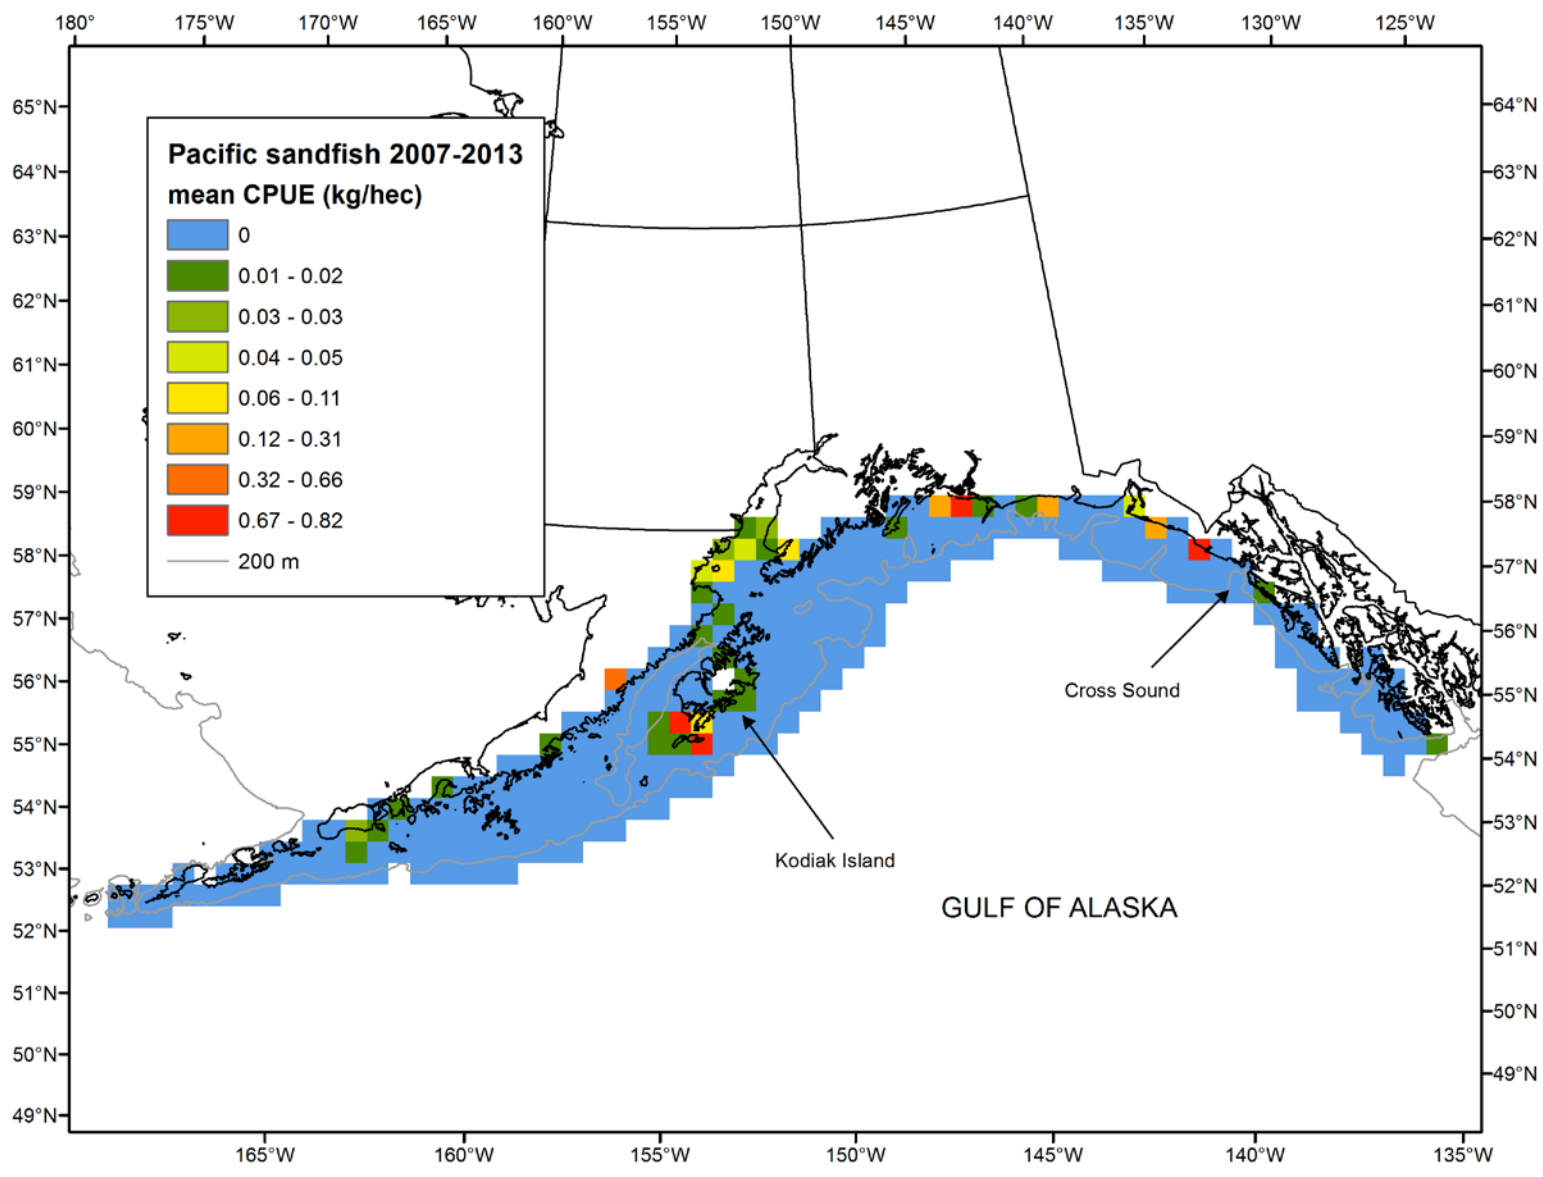 180° 175°W 170°W 165°W 160°W 155°W 150°W 145°W 140°W 135°W 130°W 125°W
65°N 64°N
Pacific sandfish 2007-2013
mean CPUE (kg/hec)
64°N 63°N
0
63°N 62°N
0.01 - 0.02
62°N 61°N
0.03 - 0.03
0.04 - 0.05
61°N 60°N
0.06 - 0.11
60°N 59°N
0.12 - 0.31
0.32 - 0.66
59°N 58°N
0.67 - 0.82
200 m
58°N 57°N
57°N 56°N
56°N 55°N
Cross Sound
55°N 54°N
54°N 53°N
Kodiak Island
53°N 52°N
GULF OF ALASKA
52°N 51°N
51°N 50°N
50°N 49°N
49°N
165°W 160°W 155°W 150°W 145°W 140°W 135°W